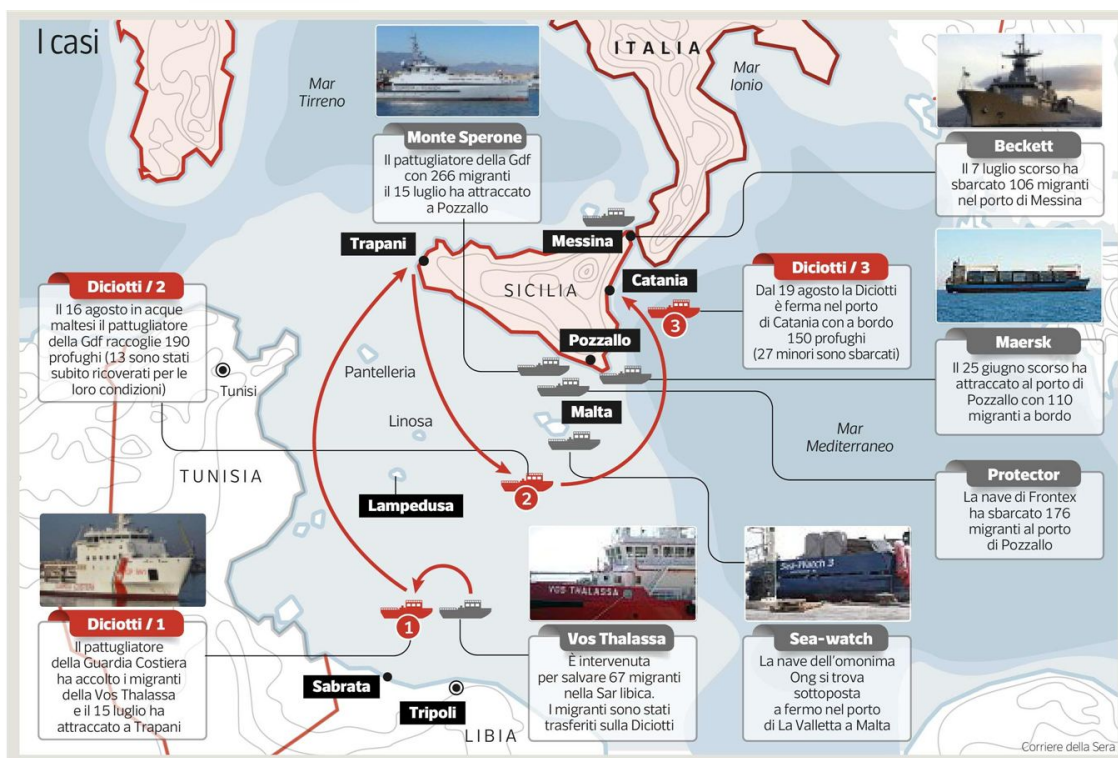 I casi
Mar
Tirreno
ITALIA
Mar
Ionio
Monte Sperone
Il pattugliatore della Gdf
con 266 migranti
il 15 luglio ha attraccato
a Pozzallo
Beckett
Il 7 luglio scorso ha
sbarcato 106 migranti
nel porto di Messina
Trapani
Messina
SICILIA
Catania
Pozzallo
Diciotti / 3
Dal 19 agosto la Diciotti
è ferma nel porto
di Catania con a bordo
150 profughi
(27 minori sono sbarcati)
3
Maersk
Il 25 giugno scorso ha
attraccato al porto di
Pozzallo con 110
migranti a bordo
Diciotti / 2
Il 16 agosto in acque
maltesi il pattugliatore
della Gdf raccoglie 190
profughi (13 sono stati
subito ricoverati per le
loro condizioni)
Tunisi
Pantelleria
Linosa
Malta
Mar
Mediterraneo
TUNISIA
Lampedusa
2
Protector
La nave di Frontex
ha sbarcato 176
migranti al porto
di Pozzallo
Diciotti / 1
Il pattugliatore
della Guardia Costiera
ha accolto i migranti
della Vos Thalassa
e il 15 luglio ha
attraccato a Trapani
1
VOS THALASSA
Vos Thalassa
È intervenuta
per salvare 67 migranti
nella Sar libica.
I migranti sono stati
trasferiti sulla Diciotti
Sea-Watch 3
Sea-watch
La nave dell'omonima
Ong si trova
sottoposta
a fermo nel porto
di La Valletta a Malta
Sabrata
Tripoli
LIBIA
Corriere della Sera